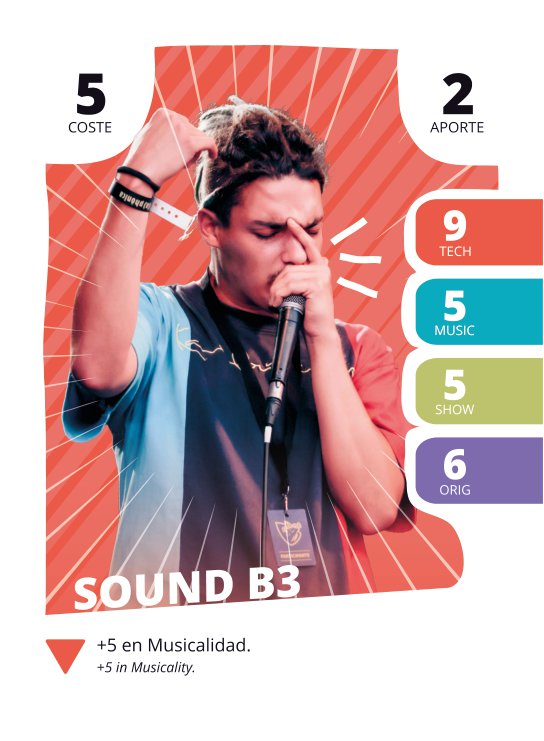 5
COSTE
2
APORTE
9
TECH
5
MUSIC
5
SHOW
6
ORIG
SOUND B3
+5 en Musicalidad.
+5 in Musicality.